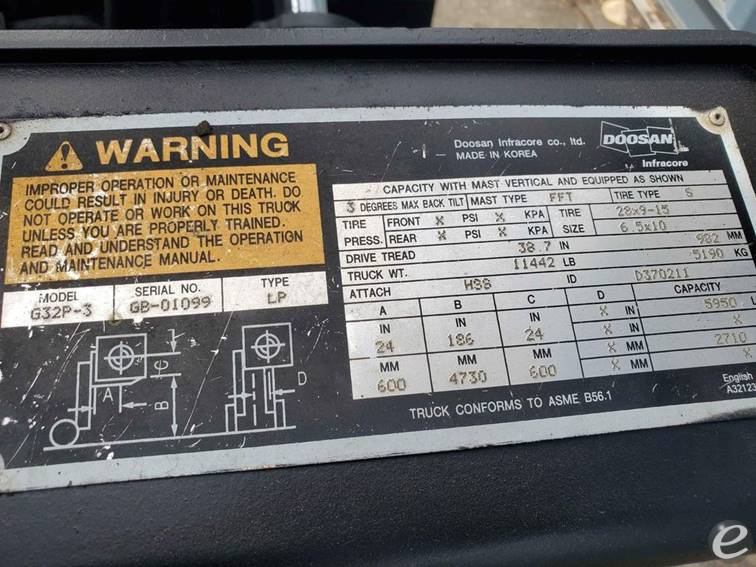 WARNING
IMPROPER OPERATION OR MAINTENANCE
COULD RESULT IN INJURY OR DEATH. DO
NOT OPERATE OR WORK ON THIS TRUCK
UNLESS YOU ARE PROPERLY TRAINED.
READ AND UNDERSTAND THE OPERATION
AND MAINTENANCE MANUAL.
MODEL SERIAL NO. TYPE
G32P-3 GB-01099 LP
A C B D
Doosan Infracore co., ltd.
MADE IN KOREA
DOOSAN
Infracore
CAPACITY WITH MAST VERTICAL AND EQUIPPED AS SHOWN
3 DEGREES MAX BACK TILT MAST TYPE FFT TIRE TYPE S
TIRE FRONT X PSI X KPA TIRE 28x9-15
PRESS. REAR X PSI X KPA SIZE 6.5x10
DRIVE TREAD 38.7 IN 982 MM
TRUCK WT. 11442 LB 5190 KG
ATTACH HSS ID D370211
A B C D CAPACITY
IN IN IN X IN 5950
24 186 24 X IN X
MM MM MM X MM 2710
600 4730 600 X MM X
TRUCK CONFORMS TO ASME B56.1
English
A32123
e